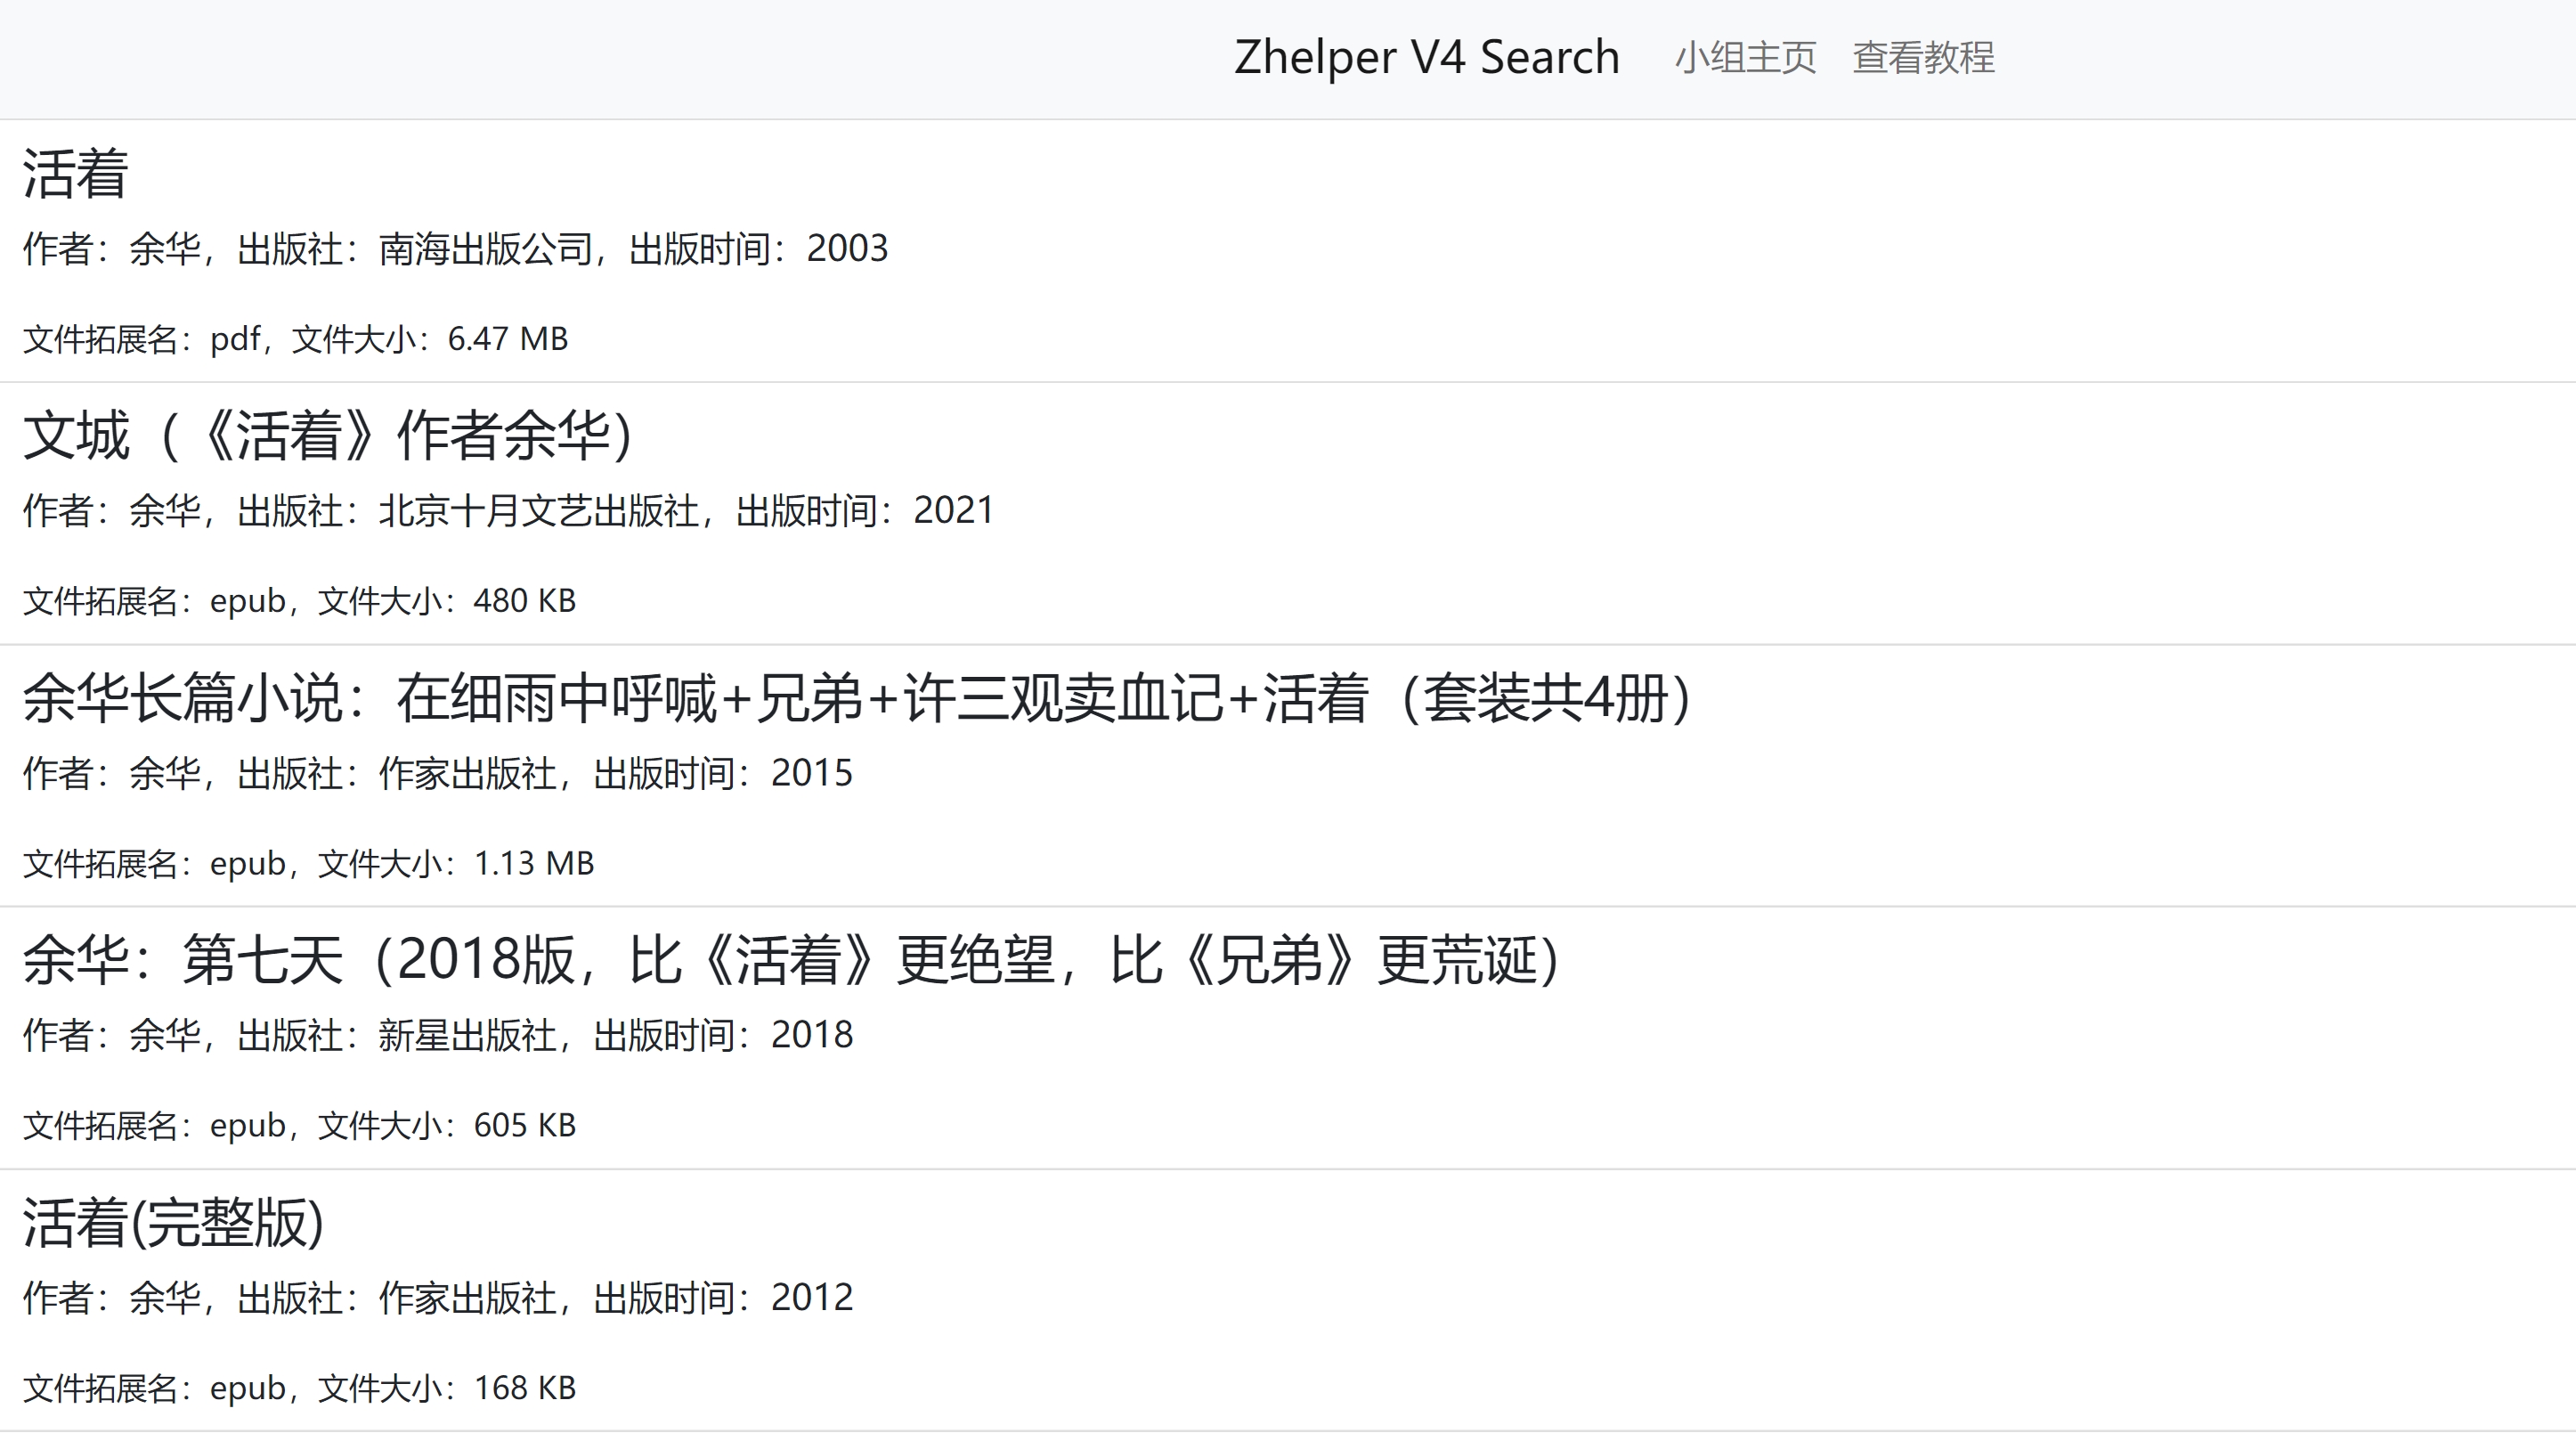 Zhelper V4 Search 小组主页 查看教程
活着
作者：余华，出版社：南海出版公司，出版时间：2003
文件拓展名：pdf，文件大小：6.47 MB
文城（《活着》作者余华）
作者：余华，出版社：北京十月文艺出版社，出版时间：2021
文件拓展名：epub，文件大小：480 KB
余华长篇小说：在细雨中呼喊+兄弟+许三观卖血记+活着（套装共4册）
作者：余华，出版社：作家出版社，出版时间：2015
文件拓展名：epub，文件大小：1.13 MB
余华：第七天（2018版，比《活着》更绝望，比《兄弟》更荒诞）
作者：余华，出版社：新星出版社，出版时间：2018
文件拓展名：epub，文件大小：605 KB
活着(完整版)
作者：余华，出版社：作家出版社，出版时间：2012
文件拓展名：epub，文件大小：168 KB